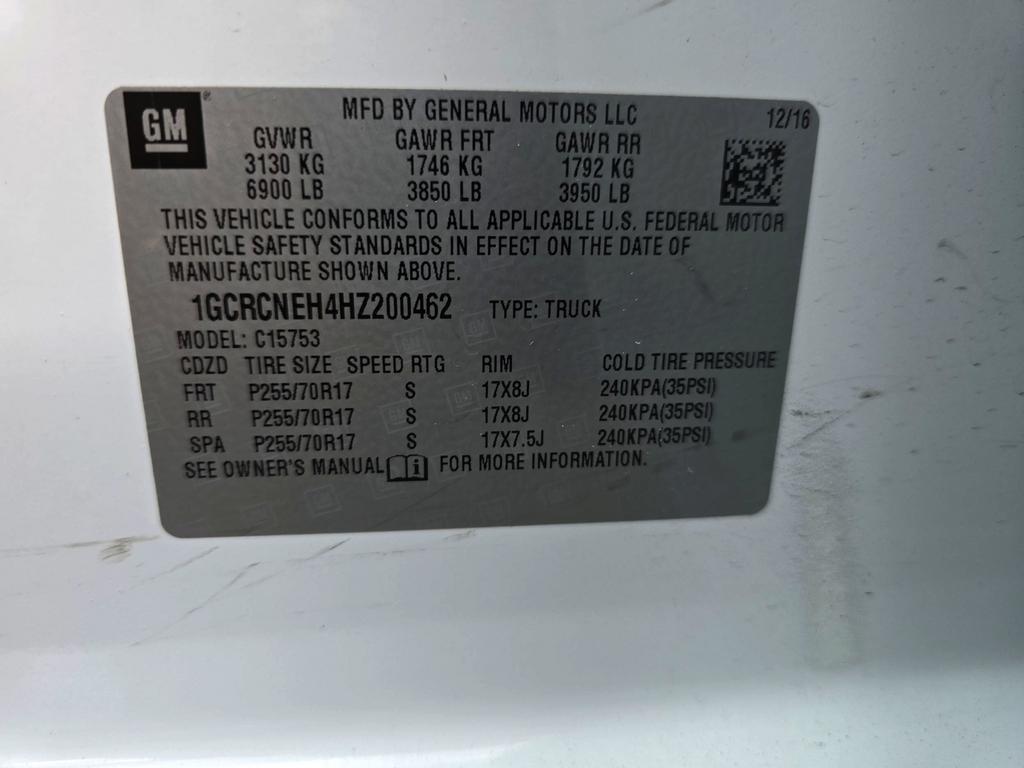 GM
MFD BY GENERAL MOTORS LLC 12/16
GVWR GAWR FRT GAWR RR
3130 KG 1746 KG 1792 KG
6900 LB 3850 LB 3950 LB
THIS VEHICLE CONFORMS TO ALL APPLICABLE U.S. FEDERAL MOTOR
VEHICLE SAFETY STANDARDS IN EFFECT ON THE DATE OF
MANUFACTURE SHOWN ABOVE.
1GCRCNEH4HZ200462 TYPE: TRUCK
MODEL: C15753
CDZD TIRE SIZE SPEED RTG RIM COLD TIRE PRESSURE
FRT P255/70R17 S 17X8J 240KPA(35PSI)
RR P255/70R17 S 17X8J 240KPA(35PSI)
SPA P255/70R17 S 17X7.5J 240KPA(35PSI)
SEE OWNER'S MANUAL FOR MORE INFORMATION.